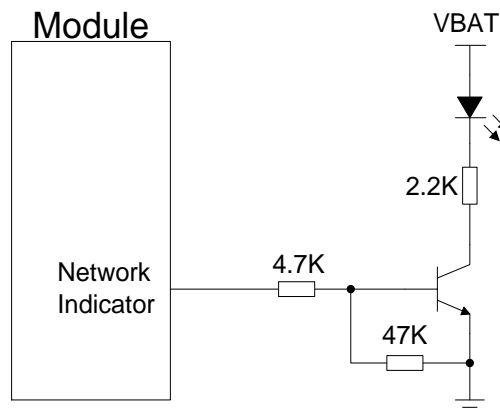 Module
VBAT
2.2K
4.7K
Network
Indicator
47K